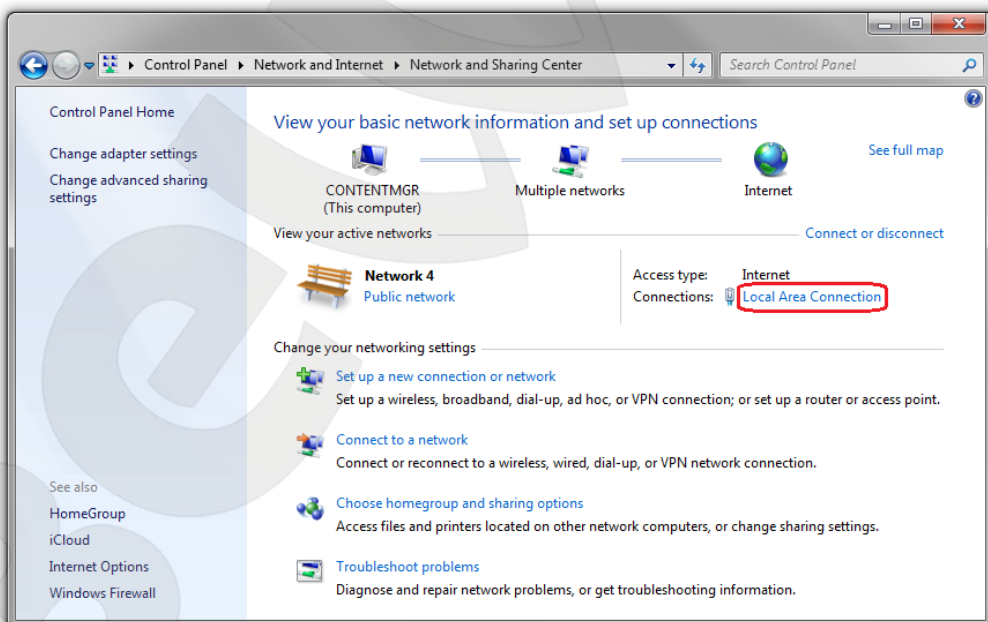 Control Panel ▸ Network and Internet ▸ Network and Sharing Center
Search Control Panel
Control Panel Home
Change adapter settings
Change advanced sharing
settings
See also
HomeGroup
iCloud
Internet Options
Windows Firewall
View your basic network information and set up connections
See full map
CONTENTMGR
(This computer)
Multiple networks
Internet
View your active networks
Connect or disconnect
Network 4
Public network
Access type: Internet
Connections: Local Area Connection
Change your networking settings
Set up a new connection or network
Set up a wireless, broadband, dial-up, ad hoc, or VPN connection; or set up a router or access point.
Connect to a network
Connect or reconnect to a wireless, wired, dial-up, or VPN network connection.
Choose homegroup and sharing options
Access files and printers located on other network computers, or change sharing settings.
Troubleshoot problems
Diagnose and repair network problems, or get troubleshooting information.